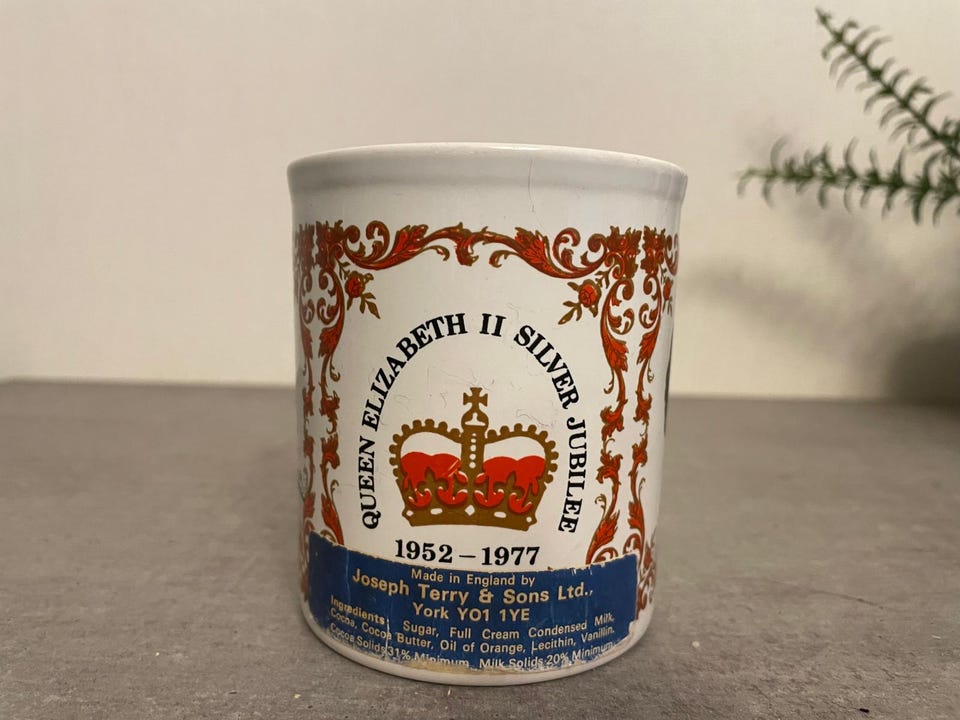 QUEEN ELIZABETH II SILVER JUBILEE
1952–1977
Made in England by
Joseph Terry & Sons Ltd.,
York YO1 1YE
Ingredients: Sugar, Full Cream Condensed Milk,
Cocoa, Cocoa Butter, Oil of Orange, Lecithin, Vanillin.
Cocoa Solids 31% Minimum Milk Solids 20% Minimum